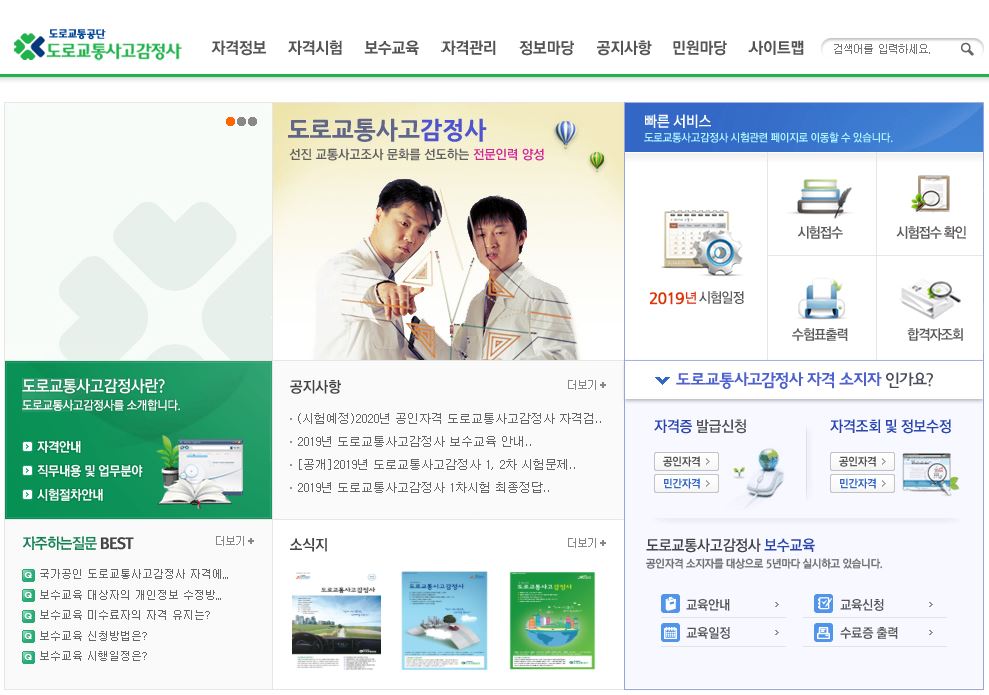 도로교통공단
도로교통사고감정사
자격정보 자격시험 보수교육 자격관리 정보마당 공지사항 민원마당 사이트맵
검색어를 입력하세요.
도로교통사고감정사
선진 교통사고조사 문화를 선도하는 전문인력 양성
빠른 서비스
도로교통사고감정사 시험관련 페이지로 이동할 수 있습니다.
2019년 시험일정
시험접수
시험접수 확인
수험표출력
합격자조회
도로교통사고감정사란?
도로교통사고감정사를 소개합니다.
자격안내
직무내용 및 업무분야
시험절차안내
공지사항
더보기+
· (시험예정)2020년 공인자격 도로교통사고감정사 자격검..
· 2019년 도로교통사고감정사 보수교육 안내..
· [공개]2019년 도로교통사고감정사 1, 2차 시험문제..
· 2019년 도로교통사고감정사 1차시험 최종정답..
도로교통사고감정사 자격 소지자 인가요?
자격증 발급신청
공인자격 >
민간자격 >
자격조회 및 정보수정
공인자격 >
민간자격 >
자주하는질문 BEST
더보기+
Q 국가공인 도로교통사고감정사 자격에...
Q 보수교육 대상자의 개인정보 수정방...
Q 보수교육 미수료자의 자격 유지는?
Q 보수교육 신청방법은?
Q 보수교육 시행일정은?
소식지
더보기+
도로교통사고감정사
도로교통사고감정사
도로교통사고감정사
도로교통사고감정사 보수교육
공인자격 소지자를 대상으로 5년마다 실시하고 있습니다.
교육안내 >
교육신청 >
교육일정 >
수료증 출력 >